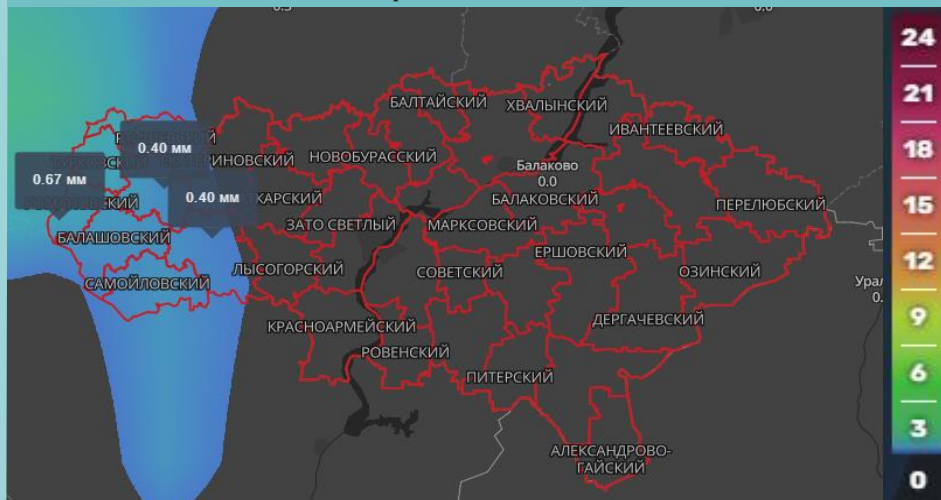 БАЛТАЙСКИЙ
ХВАЛЫНСКИЙ
ИВАНТЕЕВСКИЙ
0.40 мм
НОВОБУРАССКИЙ
Балаково
0.0
0.67 мм
0.40 мм
БАЛАКОВСКИЙ
ПЕРЕЛЮБСКИЙ
ЗАТО СВЕТЛЫЙ
МАРКСОВСКИЙ
БАЛАШОВСКИЙ
ЕРШОВСКИЙ
ЛЫСОГОРСКИЙ
СОВЕТСКИЙ
ОЗИНСКИЙ
САМОЙЛОВСКИЙ
КРАСНОАРМЕЙСКИЙ
ДЕРГАЧЕВСКИЙ
РОВЕНСКИЙ
ПИТЕРСКИЙ
АЛЕКСАНДРОВО-
ГАЙСКИЙ
24
21
18
15
12
9
6
3
0